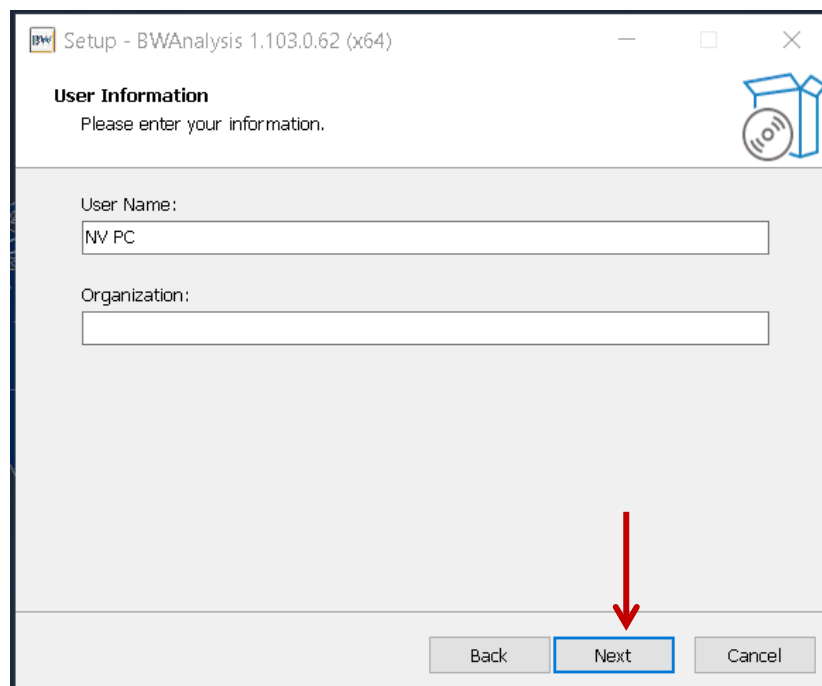 BW Setup - BWAnalysis 1.103.0.62 (x64)
User Information
Please enter your information.
User Name:
NV PC
Organization:
Back Next Cancel